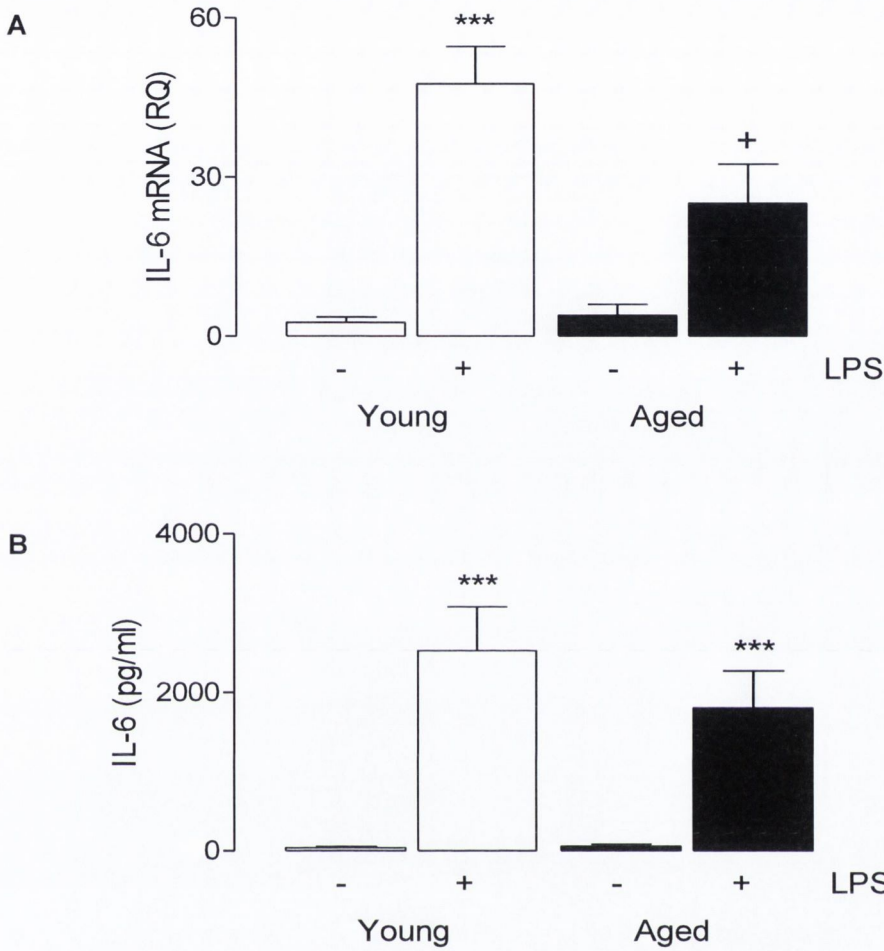 A
IL-6 mRNA (RQ)
60
30
0
***
+
- + - + LPS
Young Aged
B
IL-6 (pg/ml)
4000
2000
0
***
***
- + - + LPS
Young Aged